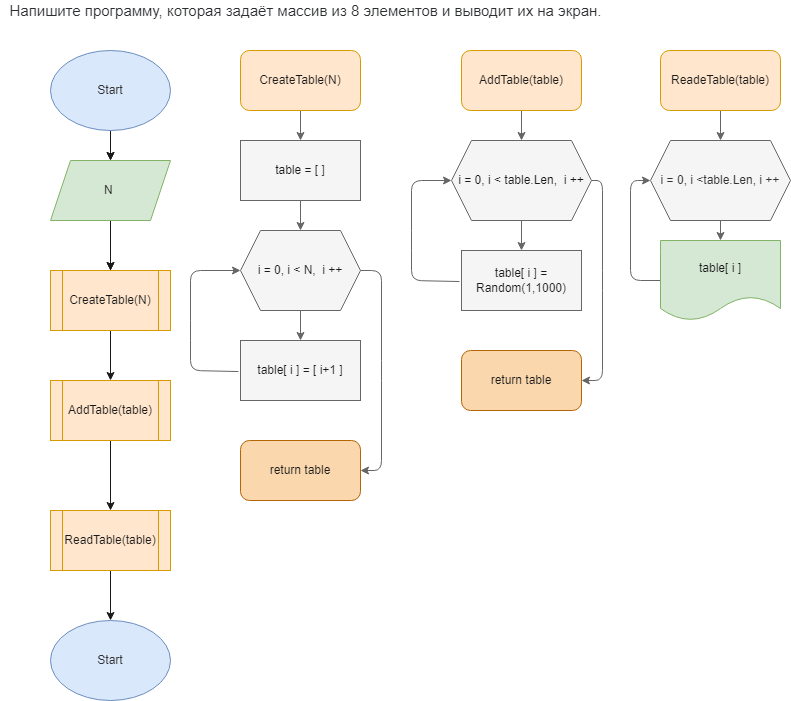 Напишите программу, которая задаёт массив из 8 элементов и выводит их на экран.
Start
N
CreateTable(N)
AddTable(table)
ReadTable(table)
Start
CreateTable(N)
table = [ ]
i = 0, i < N, i ++
table[ i ] = [ i+1 ]
return table
AddTable(table)
i = 0, i < table.Len, i ++
table[ i ] =
Random(1,1000)
return table
ReadeTable(table)
i = 0, i <table.Len, i ++
table[ i ]